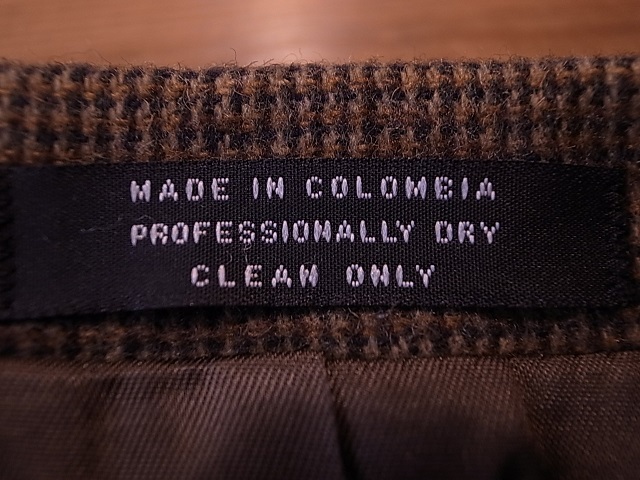 MADE IN COLOMBIA
PROFESSIONALLY DRY
CLEAN ONLY